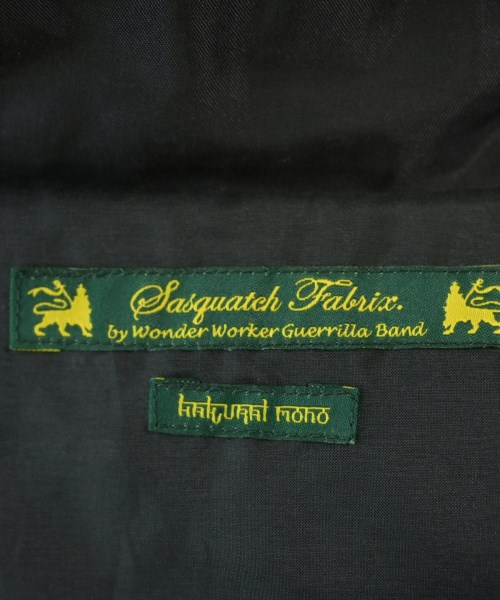 Sasquatch Fabrix.
by Wonder Worker Guerrilla Band
hakurai mono